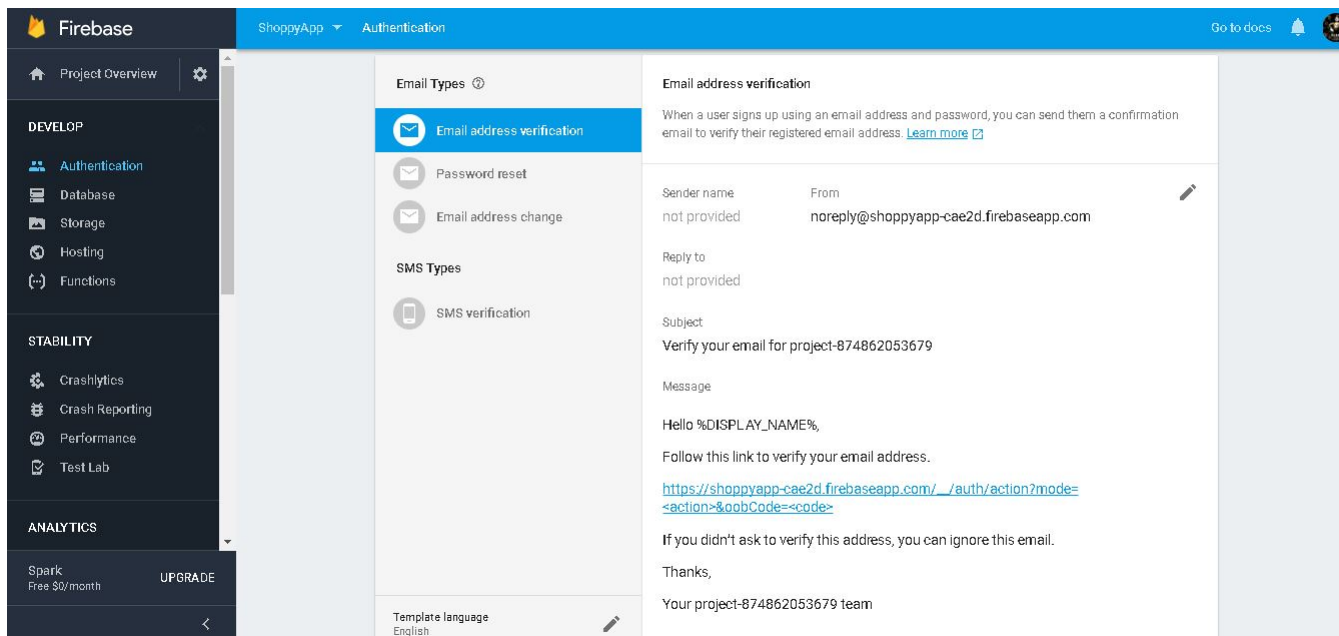 Firebase
ShoppyApp
Authentication
Go to docs
Project Overview
DEVELOP
Authentication
Database
Storage
Hosting
Functions
STABILITY
Crashlytics
Crash Reporting
Performance
Test Lab
ANALYTICS
Spark
Free $0/month
UPGRADE
Email Types
Email address verification
Password reset
Email address change
SMS Types
SMS verification
Template language
English
Email address verification
When a user signs up using an email address and password, you can send them a confirmation
email to verify their registered email address. Learn more
Sender name
not provided
From
noreply@shoppyapp-cae2d.firebaseapp.com
Reply to
not provided
Subject
Verify your email for project-874862053679
Message
Hello %DISPLAY_NAME%,
Follow this link to verify your email address.
https://shoppyapp-cae2d.firebaseapp.com/__/auth/action?mode=
<action>&oobCode=<code>
If you didn't ask to verify this address, you can ignore this email.
Thanks,
Your project-874862053679 team